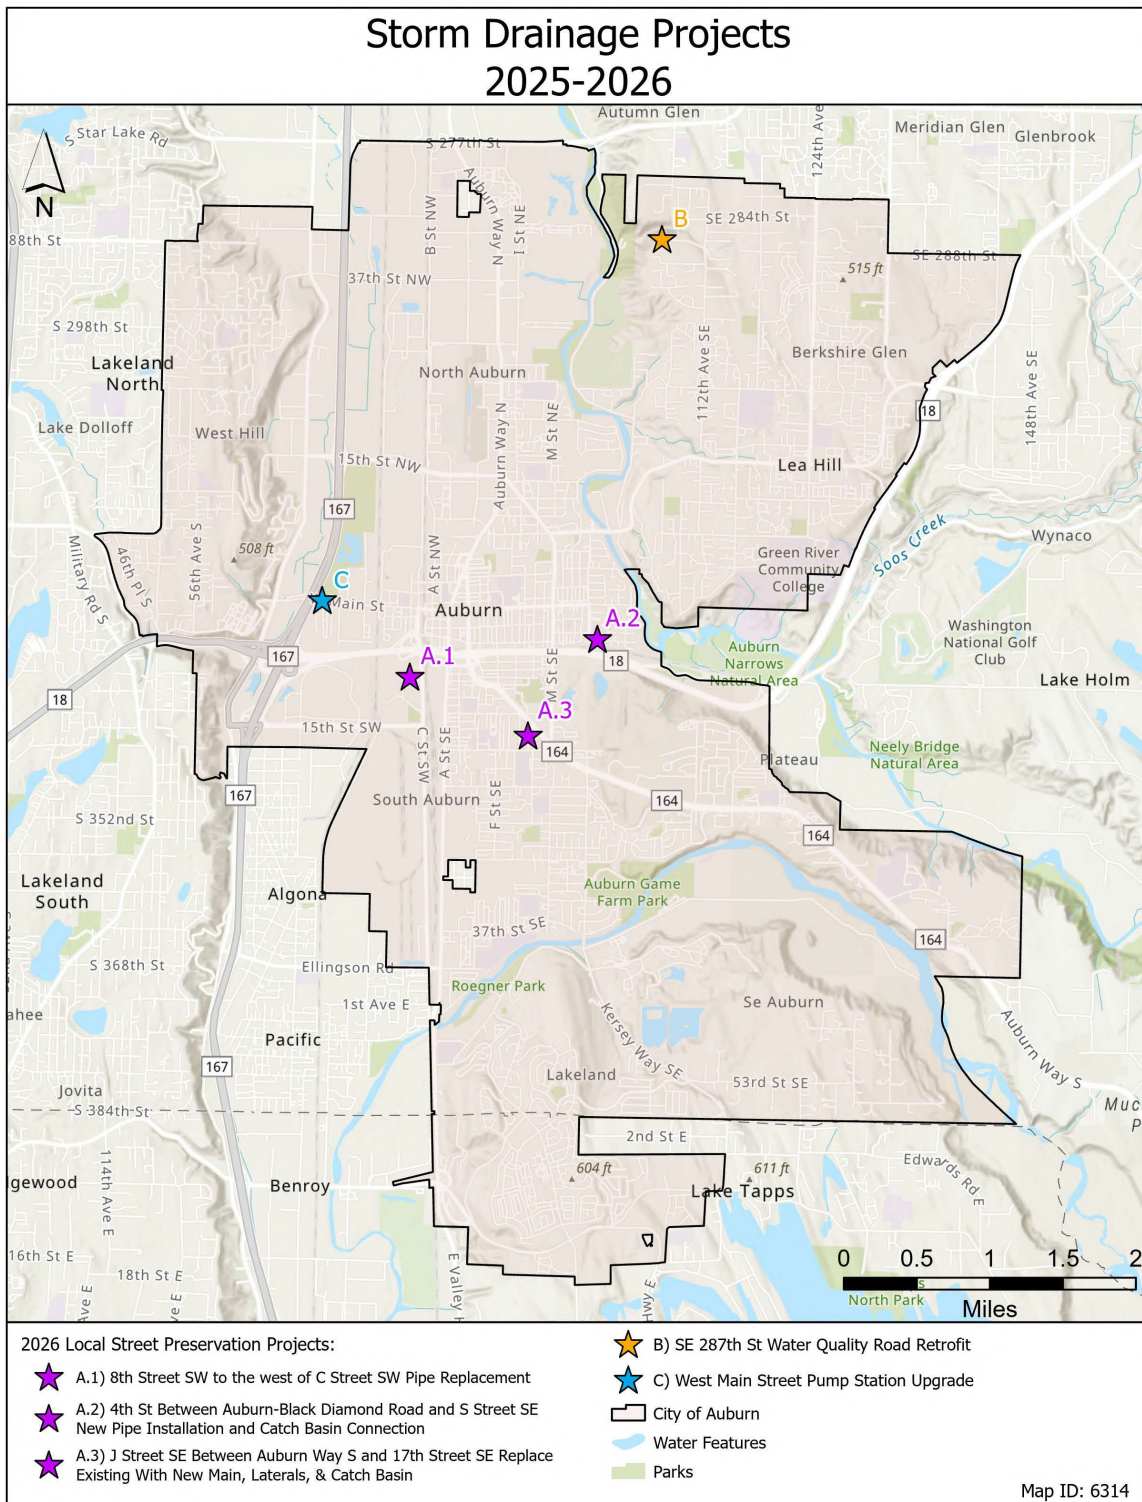 Storm Drainage Projects
2025-2026
Autumn Glen
Meridian Glen
Glenbrook
124th Ave
S Star Lake Rd
S 277th St
N
Auburn Way N
B St NW
I St NE
SE 284th St
B
88th St
SE 288th St
515 ft
37th St NW
S 298th St
Lakeland
North
North Auburn
112th Ave SE
Berkshire Glen
148th Ave SE
18
Lake Dolloff
West Hill
M St NE
Auburn Way N
15th St NW
Lea Hill
167
Soos Creek
Wynaco
Military Rd S
46th Pl S
56th Ave S
508 ft
A St NW
Green River
Community
College
C
Main St
Auburn
A.2
Washington
National Golf
Club
167
A.1
18
M St SE
Auburn
Narrows
Natural Area
Lake Holm
18
A.3
15th St SW
C St SW
A St SE
164
Neely Bridge
Natural Area
Plateau
167
South Auburn
F St SE
164
164
S 352nd St
Lakeland
South
Algona
Auburn Game
Farm Park
37th St SE
164
S 368th St
Ellingson Rd
Roegner Park
1st Ave E
Se Auburn
ahee
Kersey Way SE
Auburn Way S
Pacific
167
Lakeland
53rd St SE
Jovita
S 384th St
Muc
P
2nd St E
114th Ave E
604 ft
611 ft
Edwards Rd E
gewood
Benroy
Lake Tapps
16th St E
18th St E
Ave E
ve E
E Valley H
Hwy E
0 0.5 1 1.5 2
s
North Park
Miles
2026 Local Street Preservation Projects:
A.1) 8th Street SW to the west of C Street SW Pipe Replacement
A.2) 4th St Between Auburn-Black Diamond Road and S Street SE
New Pipe Installation and Catch Basin Connection
A.3) J Street SE Between Auburn Way S and 17th Street SE Replace
Existing With New Main, Laterals, & Catch Basin
B) SE 287th St Water Quality Road Retrofit
C) West Main Street Pump Station Upgrade
City of Auburn
Water Features
Parks
Map ID: 6314